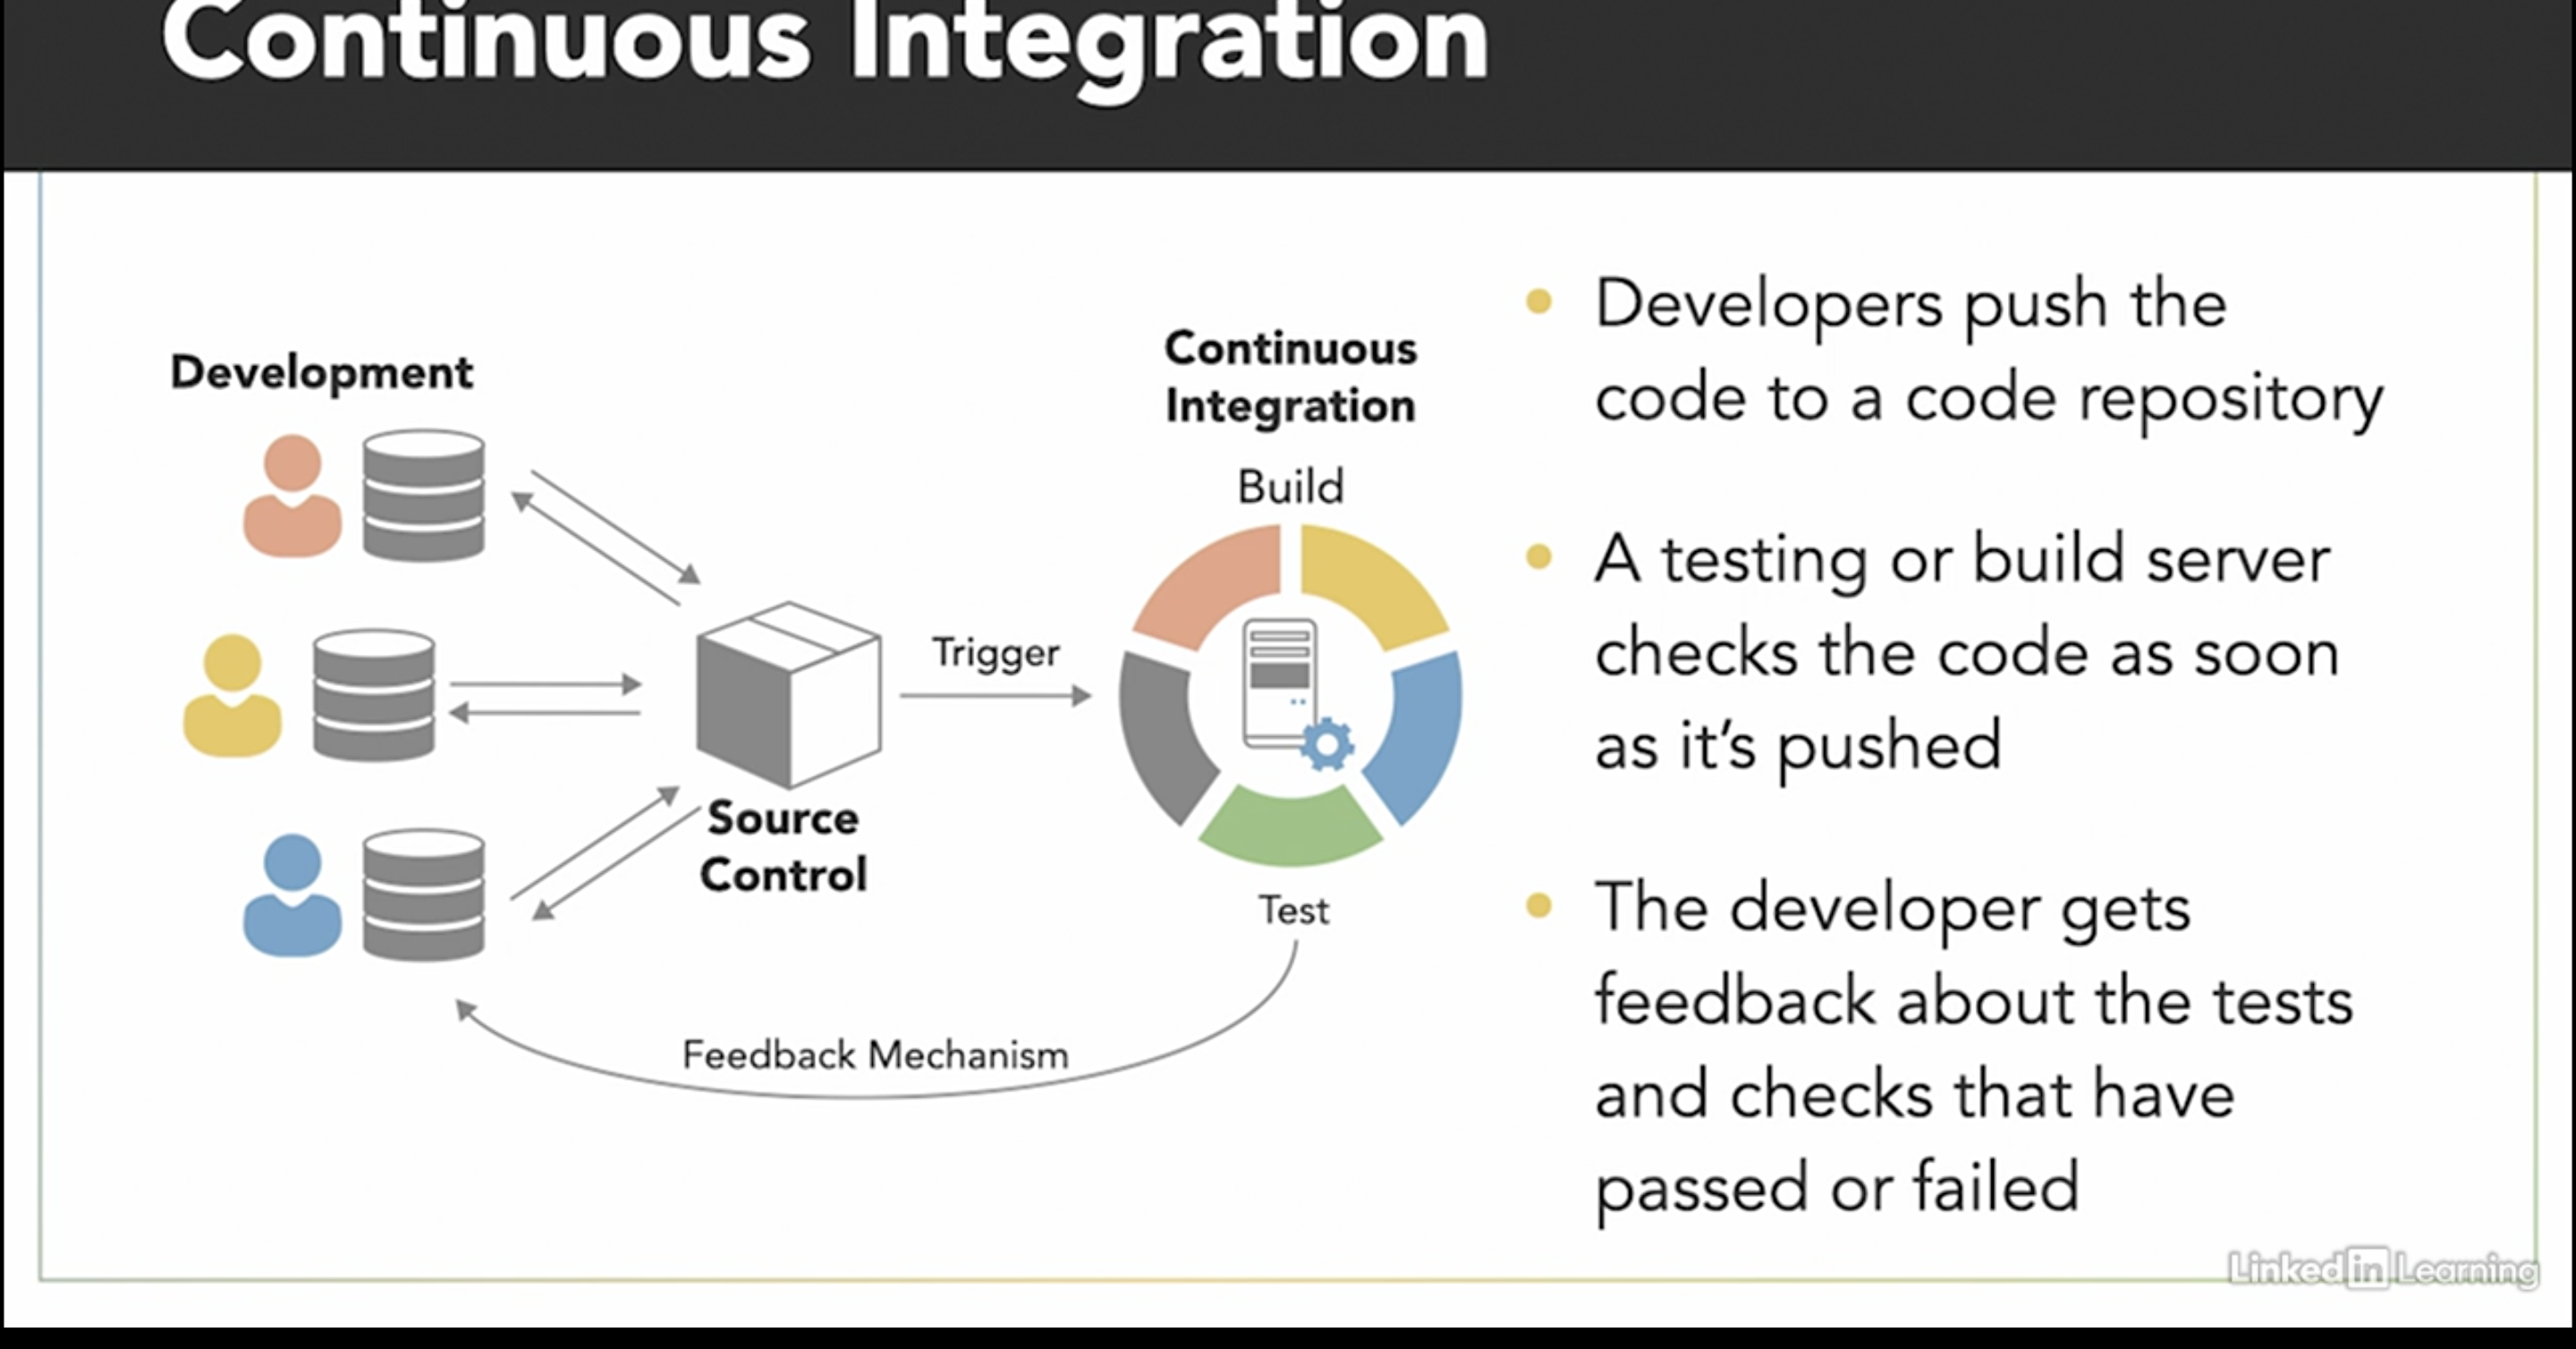 Continuous Integration
Development
Continuous
Integration
Build
Trigger
Source
Control
Test
Feedback Mechanism
Developers push the
code to a code repository
A testing or build server
checks the code as soon
as it’s pushed
The developer gets
feedback about the tests
and checks that have
passed or failed
Linked in Learning